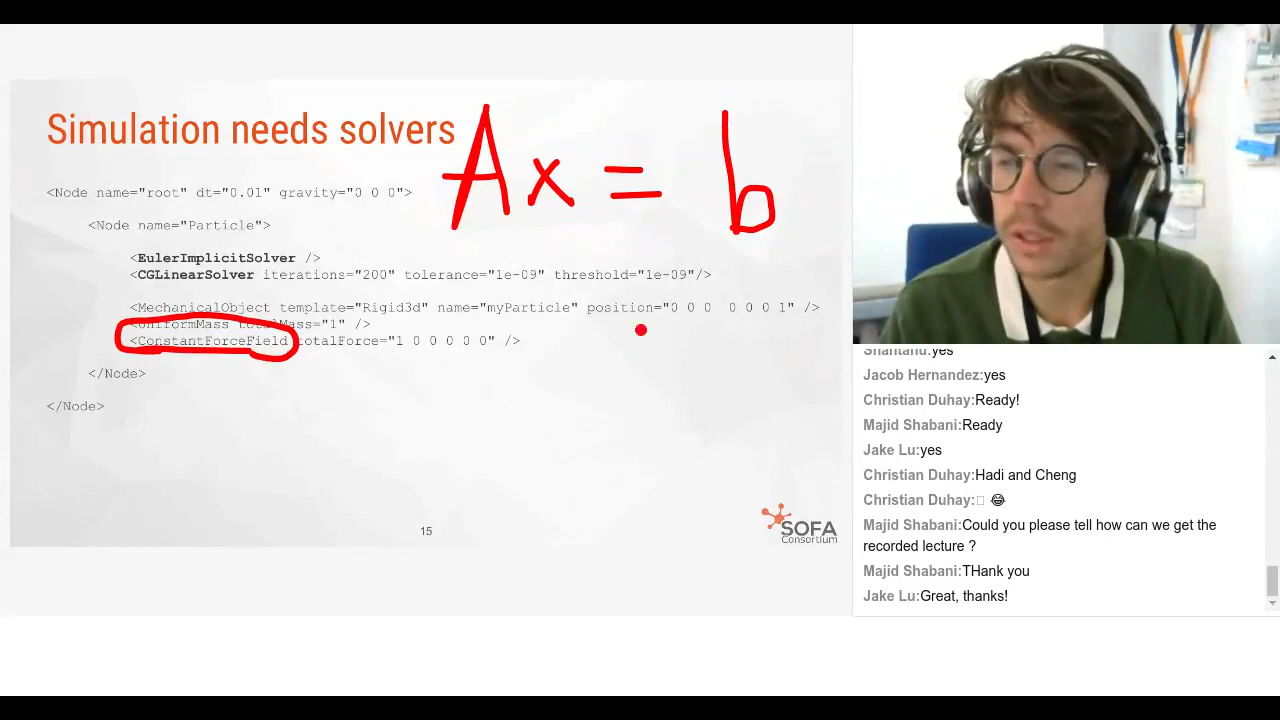 Simulation needs solvers
Ax = b
<Node name="root" dt="0.01" gravity="0 0 0">
<Node name="Particle">
<EulerImplicitSolver />
<CGLinearSolver iterations="200" tolerance="1e-09" threshold="1e-09"/>
<MechanicalObject template="Rigid3d" name="myParticle" position="0 0 0 0 0 0 1" />
<UniformMass totalMass="1" />
<ConstantForceField totalForce="1 0 0 0 0 0" />
</Node>
</Node>
15
SOFA
Consortium
Shantanu:yes
Jacob Hernandez:yes
Christian Duhay:Ready!
Majid Shabani:Ready
Jake Lu:yes
Christian Duhay:Hadi and Cheng
Christian Duhay:🏻 😂
Majid Shabani:Could you please tell how can we get the
recorded lecture ?
Majid Shabani:THank you
Jake Lu:Great, thanks!